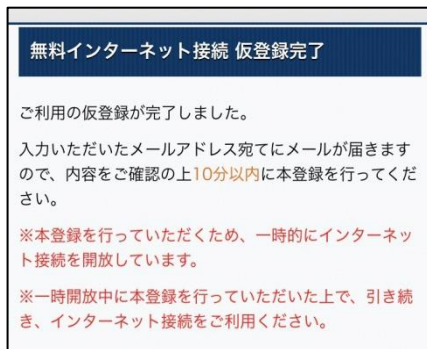 無料インターネット接続 仮登録完了
ご利用の仮登録が完了しました。
入力いただいたメールアドレス宛てにメールが届きます
ので、内容をご確認の上10分以内に本登録を行ってくだ
さい。
※本登録を行っていただくため、一時的にインターネッ
ト接続を開放しています。
※一時開放中に本登録を行っていただいた上で、引き続
き、インターネット接続をご利用ください。